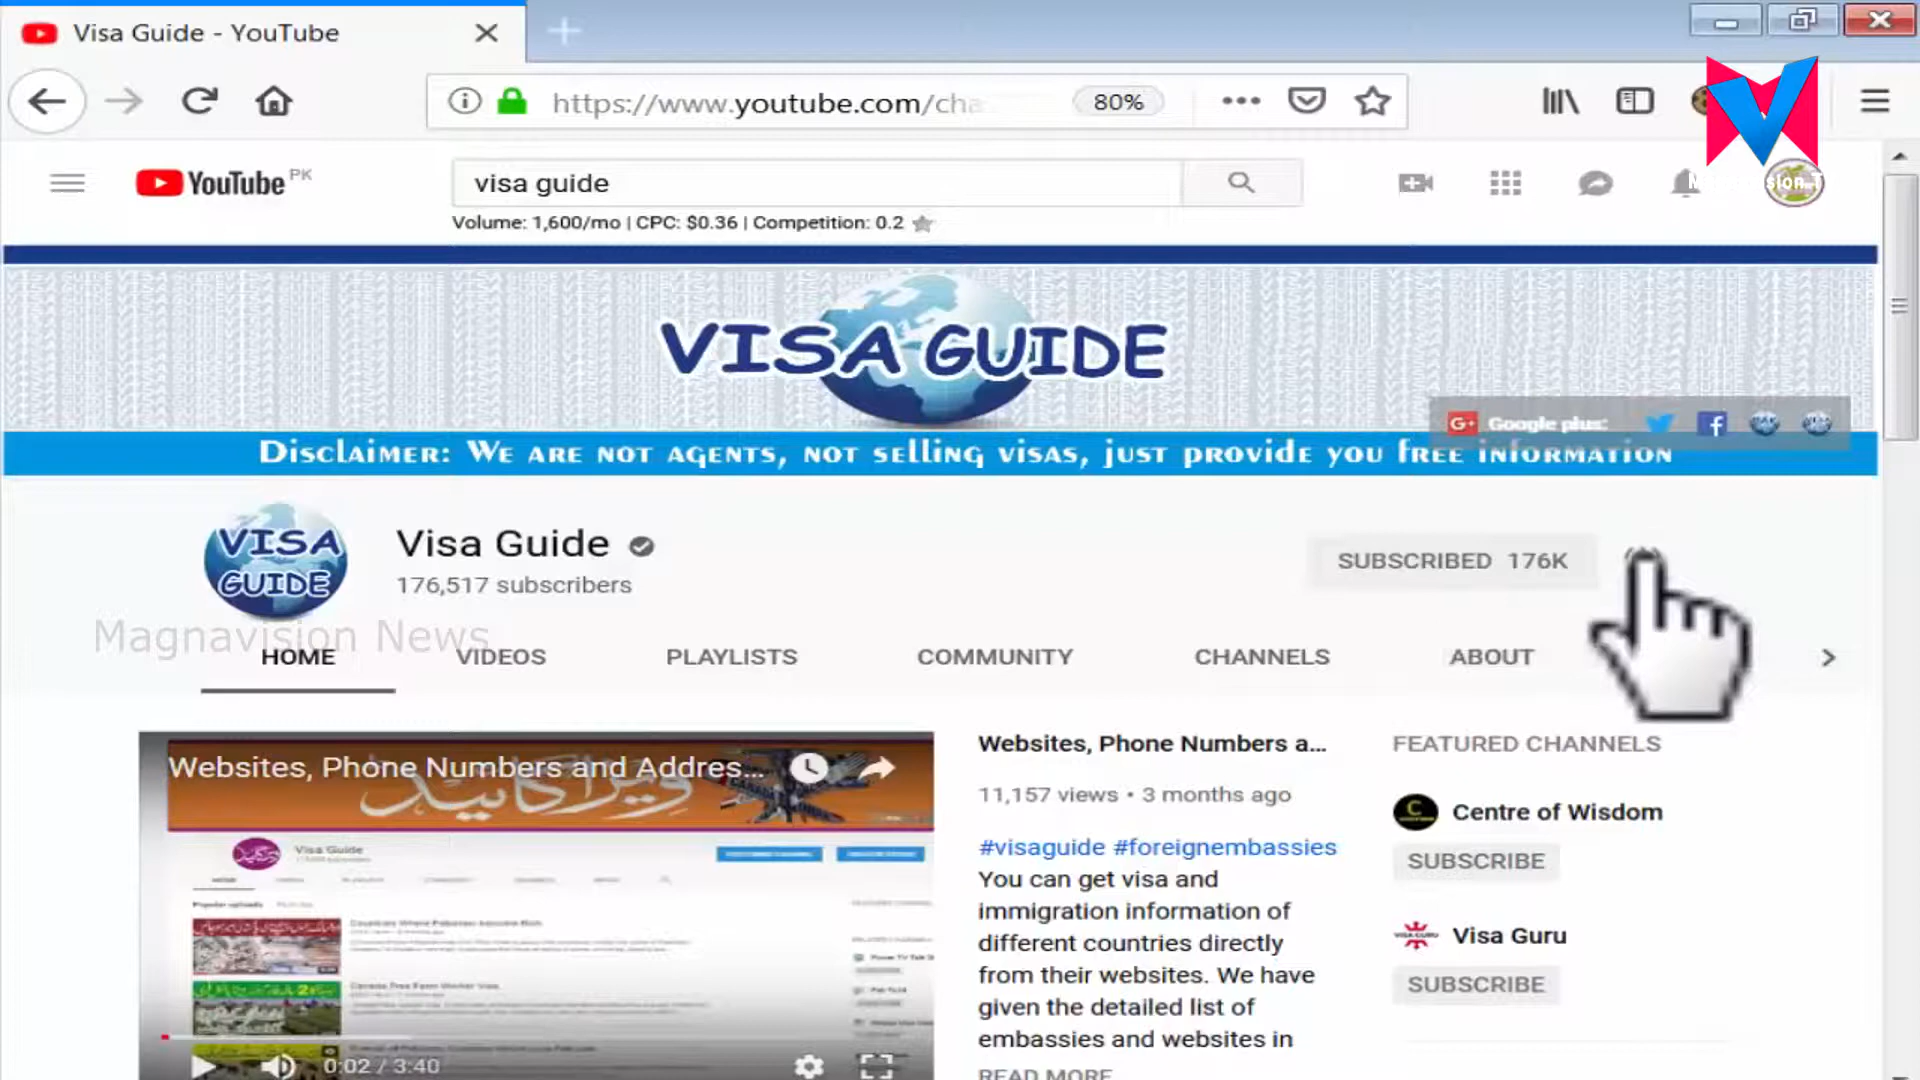 Visa Guide - YouTube
https://www.youtube.com/cha
80%
YouTube PK
visa guide
Volume: 1,600/mo | CPC: $0.36 | Competition: 0.2
VISA GUIDE
Google plus:
Disclaimer: We are not agents, not selling visas, just provide you free information
VISA
GUIDE
Visa Guide
176,517 subscribers
SUBSCRIBED 176K
Magnavision News
HOME VIDEOS PLAYLISTS COMMUNITY CHANNELS ABOUT
Websites, Phone Numbers and Addres...
ویزا گائیڈ
Visa Guide
0:02 / 3:40
Websites, Phone Numbers a...
11,157 views • 3 months ago
#visaguide #foreignembassies
You can get visa and
immigration information of
different countries directly
from their websites. We have
given the detailed list of
embassies and websites in
READ MORE
FEATURED CHANNELS
Centre of Wisdom
SUBSCRIBE
Visa Guru
SUBSCRIBE